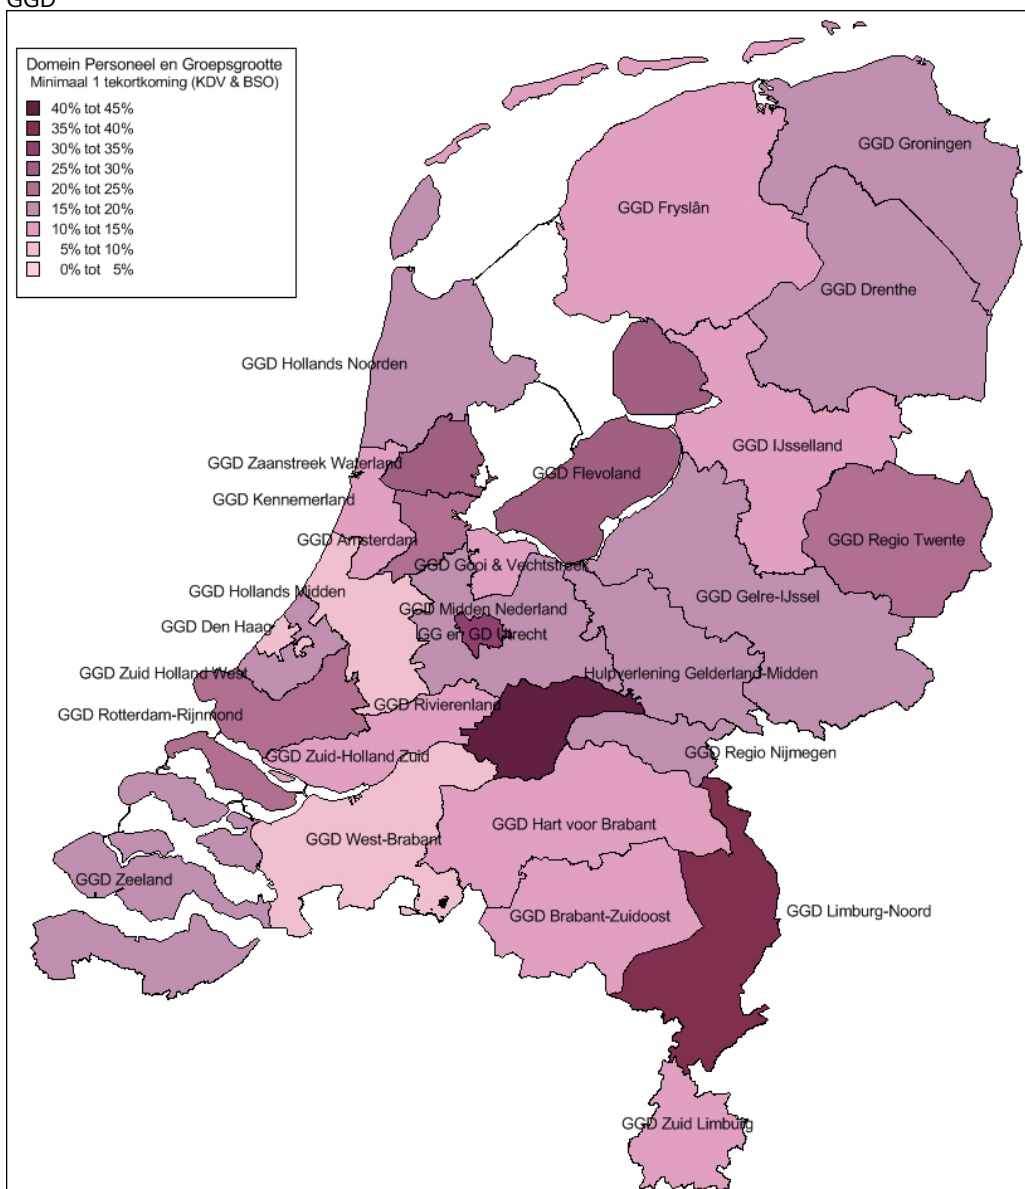 GGD
Domein Personeel en Groepsgrootte
Minimaal 1 tekortkoming (KDV & BSO)
40% tot 45%
35% tot 40%
30% tot 35%
25% tot 30%
20% tot 25%
15% tot 20%
10% tot 15%
5% tot 10%
0% tot 5%
GGD Groningen
GGD Fryslân
GGD Drenthe
GGD Hollands Noorden
GGD IJsselland
GGD Zaanstreek Waterland
GGD Flevoland
GGD Kennemerland
GGD Amsterdam
GGD Regio Twente
GGD Gooi & Vechtstreek
GGD Hollands Midden
GGD Gelre-IJssel
GGD Midden Nederland
GGD Den Haag
GG en GD Utrecht
GGD Zuid Holland West
Hulpverlening Gelderland-Midden
GGD Rivierenland
GGD Rotterdam-Rijnmond
GGD Zuid-Holland Zuid
GGD Regio Nijmegen
GGD Hart voor Brabant
GGD West-Brabant
GGD Zeeland
GGD Limburg-Noord
GGD Brabant-Zuidoost
GGD Zuid Limburg